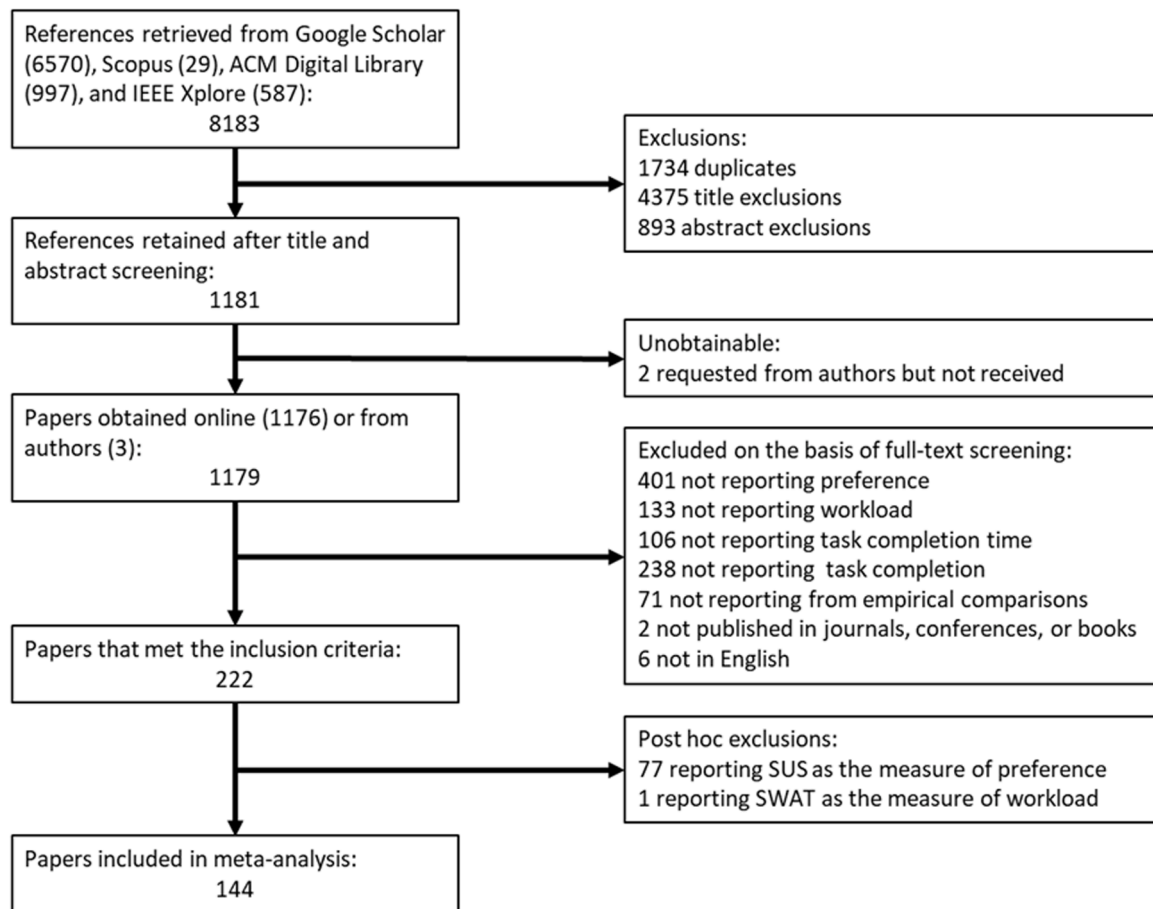 References retrieved from Google Scholar
(6570), Scopus (29), ACM Digital Library
(997), and IEEE Xplore (587):
8183
Exclusions:
1734 duplicates
4375 title exclusions
893 abstract exclusions
References retained after title and
abstract screening:
1181
Unobtainable:
2 requested from authors but not received
Papers obtained online (1176) or from
authors (3):
1179
Excluded on the basis of full-text screening:
401 not reporting preference
133 not reporting workload
106 not reporting task completion time
238 not reporting task completion
71 not reporting from empirical comparisons
2 not published in journals, conferences, or books
6 not in English
Papers that met the inclusion criteria:
222
Post hoc exclusions:
77 reporting SUS as the measure of preference
1 reporting SWAT as the measure of workload
Papers included in meta-analysis:
144